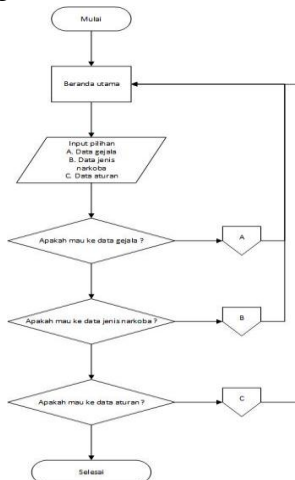 Mulai
Beranda utama
Input pilihan
A. Data gejala
B. Data jenis
narkoba
C. Data aturan
Apakah mau ke data gejala ?
A
Apakah mau ke data jenis narkoba ?
B
Apakah mau ke data aturan ?
C
Selesai